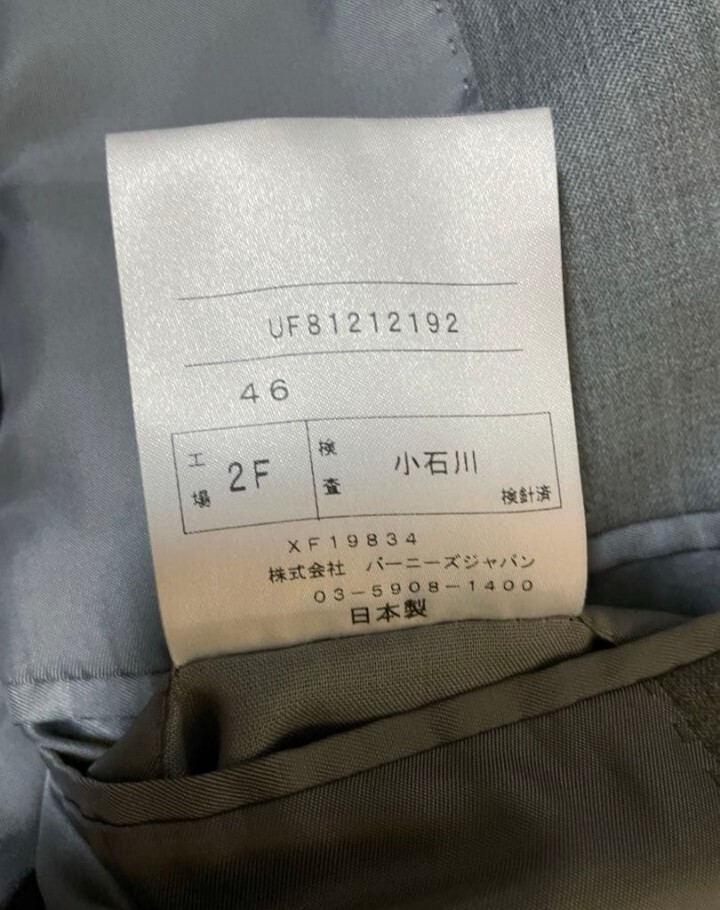 UF81212192
46
工場 2F 検査 小石川 検針済
XF19834
株式会社 バーニーズジャパン
03-5908-1400
日本製